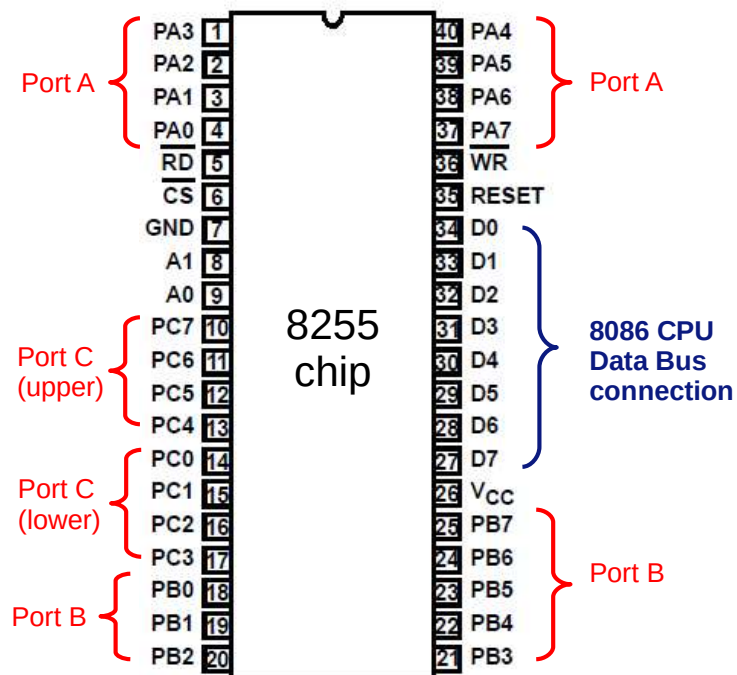 PA3 1
PA2 2
PA1 3
PA0 4
RD 5
CS 6
GND 7
A1 8
A0 9
PC7 10
PC6 11
PC5 12
PC4 13
PC0 14
PC1 15
PC2 16
PC3 17
PB0 18
PB1 19
PB2 20
Port A
Port C
(upper)
Port C
(lower)
Port B
8255
chip
40 PA4
39 PA5
38 PA6
37 PA7
36 WR
35 RESET
34 D0
33 D1
32 D2
31 D3
30 D4
29 D5
28 D6
27 D7
26 VCC
25 PB7
24 PB6
23 PB5
22 PB4
21 PB3
Port A
8086 CPU
Data Bus
connection
Port B